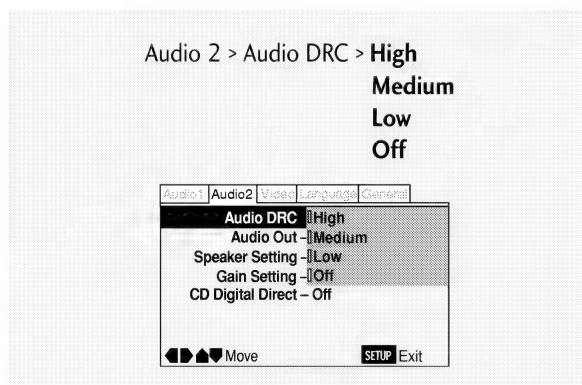 Audio 2 > Audio DRC > High
Medium
Low
Off
Audio1 Audio2 Video Language General
Audio DRC High
Audio Out – Medium
Speaker Setting – Low
Gain Setting – Off
CD Digital Direct – Off
Move SETUP Exit